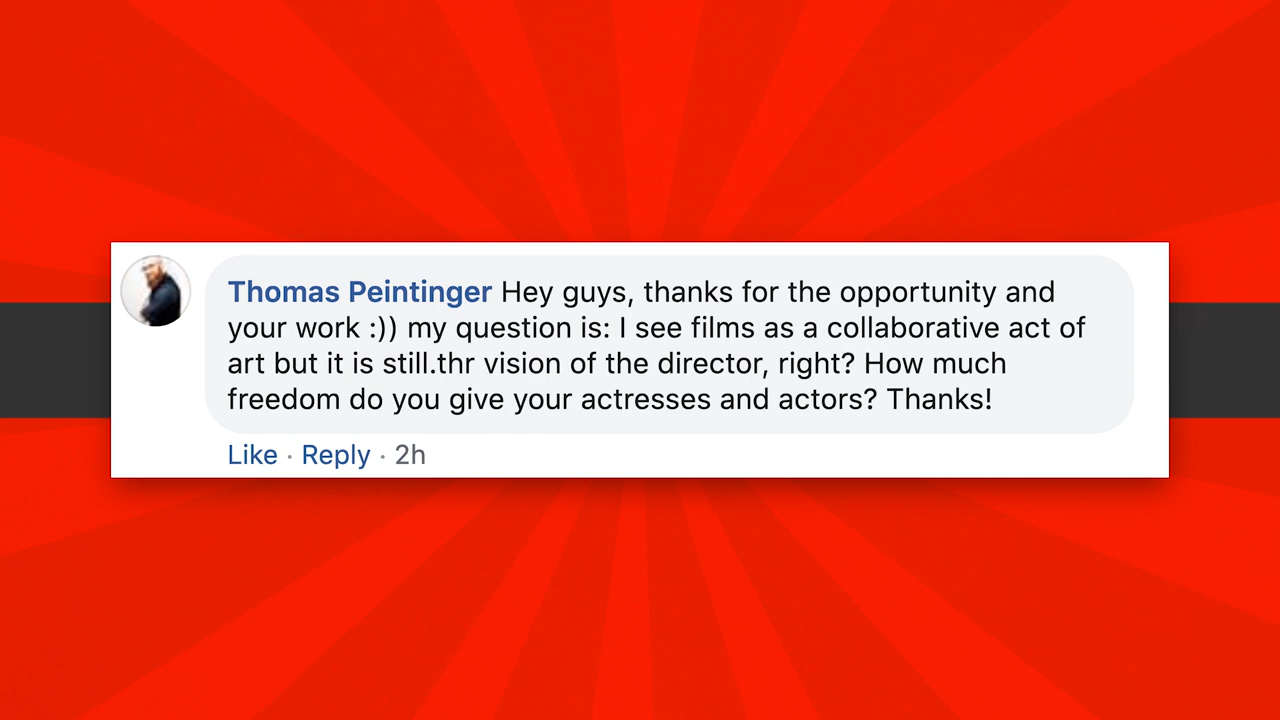 Thomas Peintinger Hey guys, thanks for the opportunity and
your work :)) my question is: I see films as a collaborative act of
art but it is still.thr vision of the director, right? How much
freedom do you give your actresses and actors? Thanks!
Like · Reply · 2h